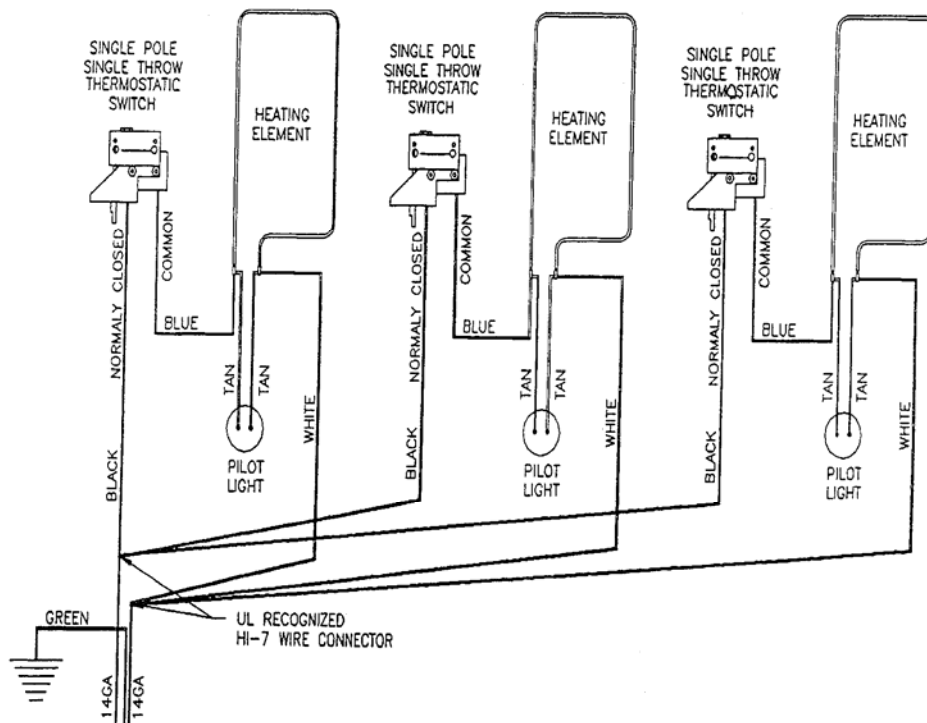 SINGLE POLE
SINGLE THROW
THERMOSTATIC
SWITCH
HEATING
ELEMENT
NORMALY CLOSED
COMMON
BLUE
TAN
TAN
WHITE
BLACK
PILOT
LIGHT
SINGLE POLE
SINGLE THROW
THERMOSTATIC
SWITCH
HEATING
ELEMENT
NORMALY CLOSED
COMMON
BLUE
TAN
TAN
WHITE
BLACK
PILOT
LIGHT
SINGLE POLE
SINGLE THROW
THERMOSTATIC
SWITCH
HEATING
ELEMENT
NORMALY CLOSED
COMMON
BLUE
TAN
TAN
WHITE
BLACK
PILOT
LIGHT
UL RECOGNIZED
HI-7 WIRE CONNECTOR
GREEN
14GA
14GA